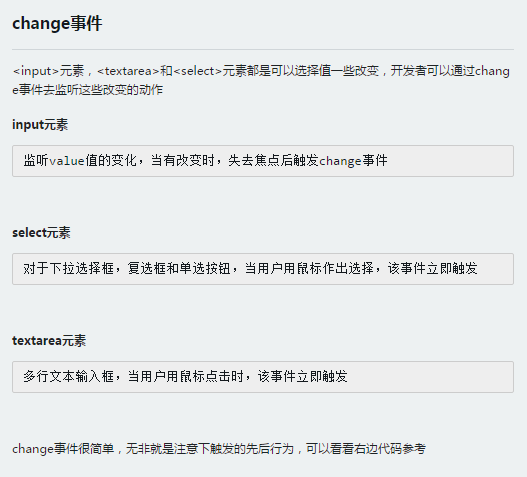 change事件
<input>元素，<textarea>和<select>元素都是可以选择值一些改变，开发者可以通过chang
e事件去监听这些改变的动作
input元素
监听value值的变化，当有改变时，失去焦点后触发change事件
select元素
对于下拉选择框，复选框和单选按钮，当用户用鼠标作出选择，该事件立即触发
textarea元素
多行文本输入框，当用户用鼠标点击时，该事件立即触发
change事件很简单，无非就是注意下触发的先后行为，可以看看右边代码参考